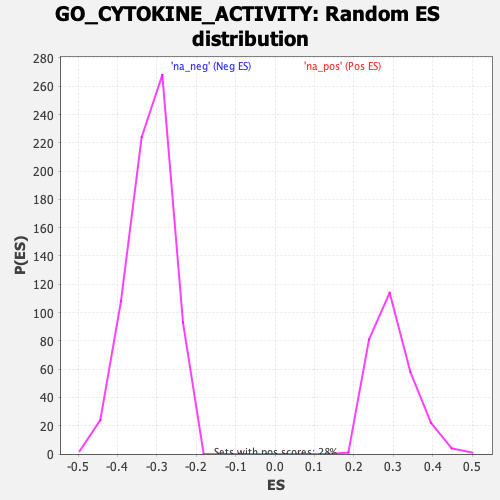 GO_CYTOKINE_ACTIVITY: Random ES
distribution
'na_neg' (Neg ES) 'na_pos' (Pos ES)
280
260
240
220
200
180
160
140
120
100
80
60
40
20
0
P(ES)
Sets with pos scores: 28%
-0.5 -0.4 -0.3 -0.2 -0.1 0.0 0.1 0.2 0.3 0.4 0.5
ES